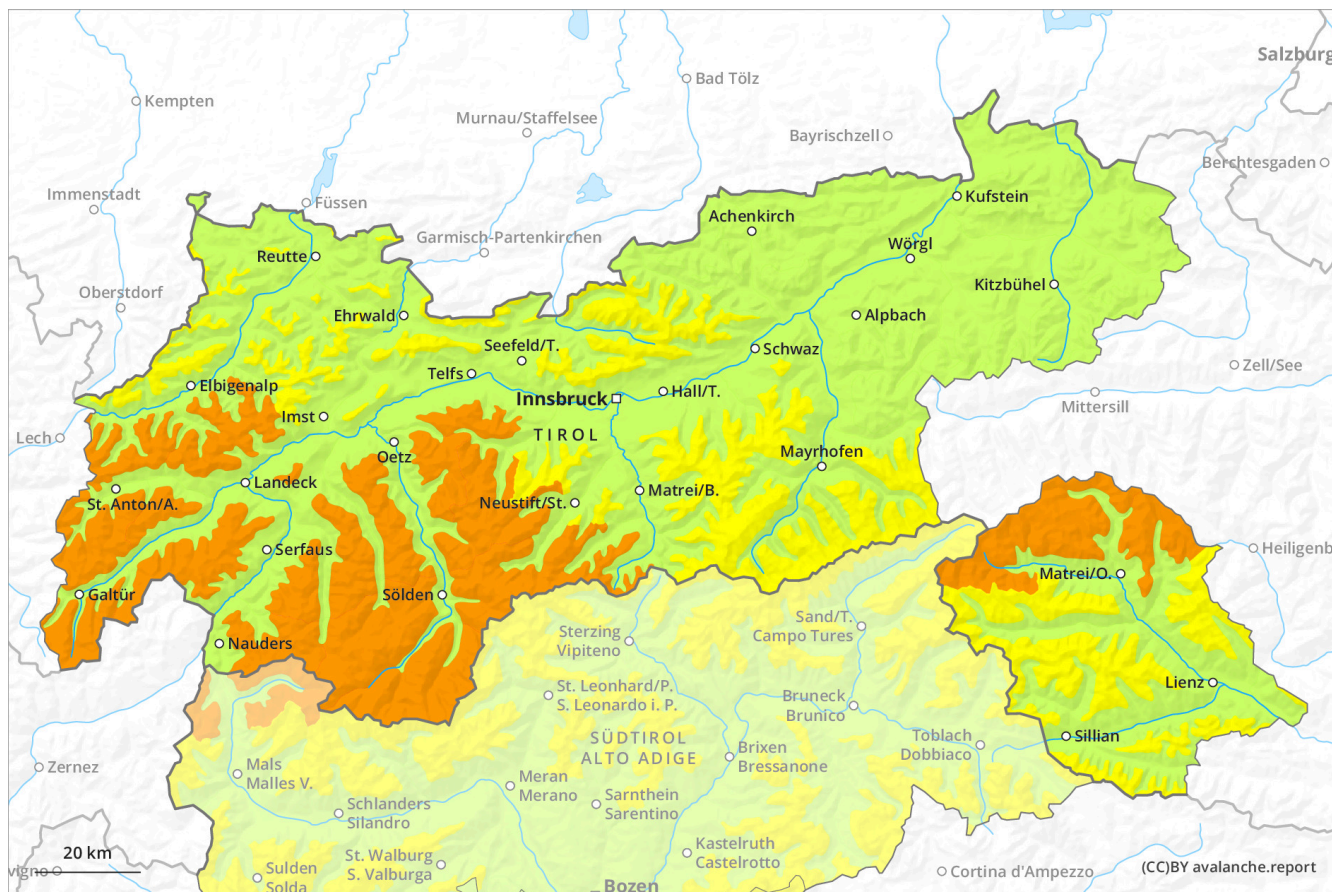 Salzburg
Bad Tölz
Kempten
Murnau/Staffelsee
Bayrischzell
Berchtesgaden
Immenstadt
Füssen
Kufstein
Achenkirch
Garmisch-Partenkirchen
Wörgl
Reutte
Kitzbühel
Oberstdorf
Ehrwald
Alpbach
Seefeld/T.
Schwaz
Zell/See
Telfs
Elbigenalp
Hall/T.
Innsbruck
Mittersill
Imst
Lech
TIROL
Oetz
Mayrhofen
Landeck
Matrei/B.
St. Anton/A.
Neustift/St.
Serfaus
Heiligenb
Matrei/O.
Galtür
Sölden
Sand/T.
Campo Tures
Sterzing
Vipiteno
Nauders
Lienz
St. Leonhard/P.
S. Leonardo i. P.
Bruneck
Brunico
Sillian
SÜDTIROL
ALTO ADIGE
Toblach
Dobbiaco
Brixen
Bressanone
Zernez
Mals
Malles V.
Meran
Merano
Sarnthein
Sarentino
Schlanders
Silandro
Kastelruth
Castelrotto
20 km
St. Walburg
S. Valburga
vigno
Sulden
Solda
Cortina d'Ampezzo
(CC)BY avalanche.report
Bozen